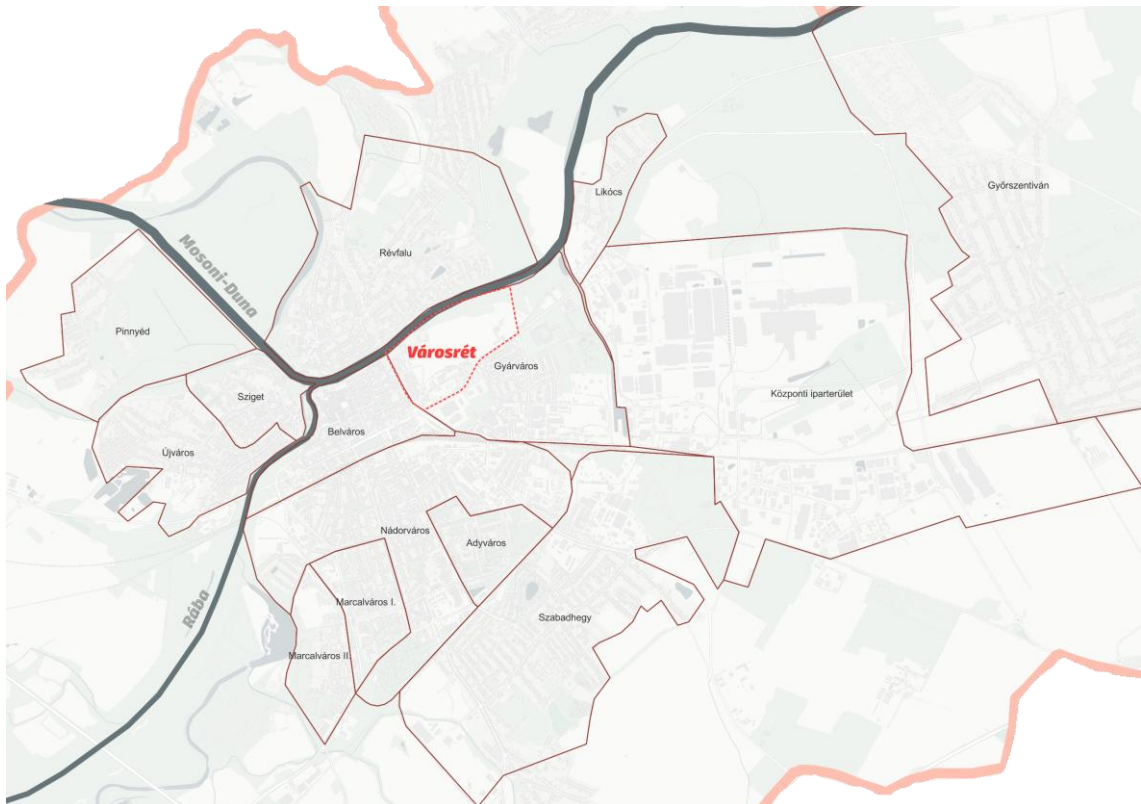 Likócs
Győrszentiván
Révfalu
Mosoni-Duna
Pinnyéd
Városrét
Gyárváros
Központi iparterület
Sziget
Belváros
Újváros
Nádorváros
Adyváros
Marcalváros I.
Szabadhegy
Rába
Marcalváros II.